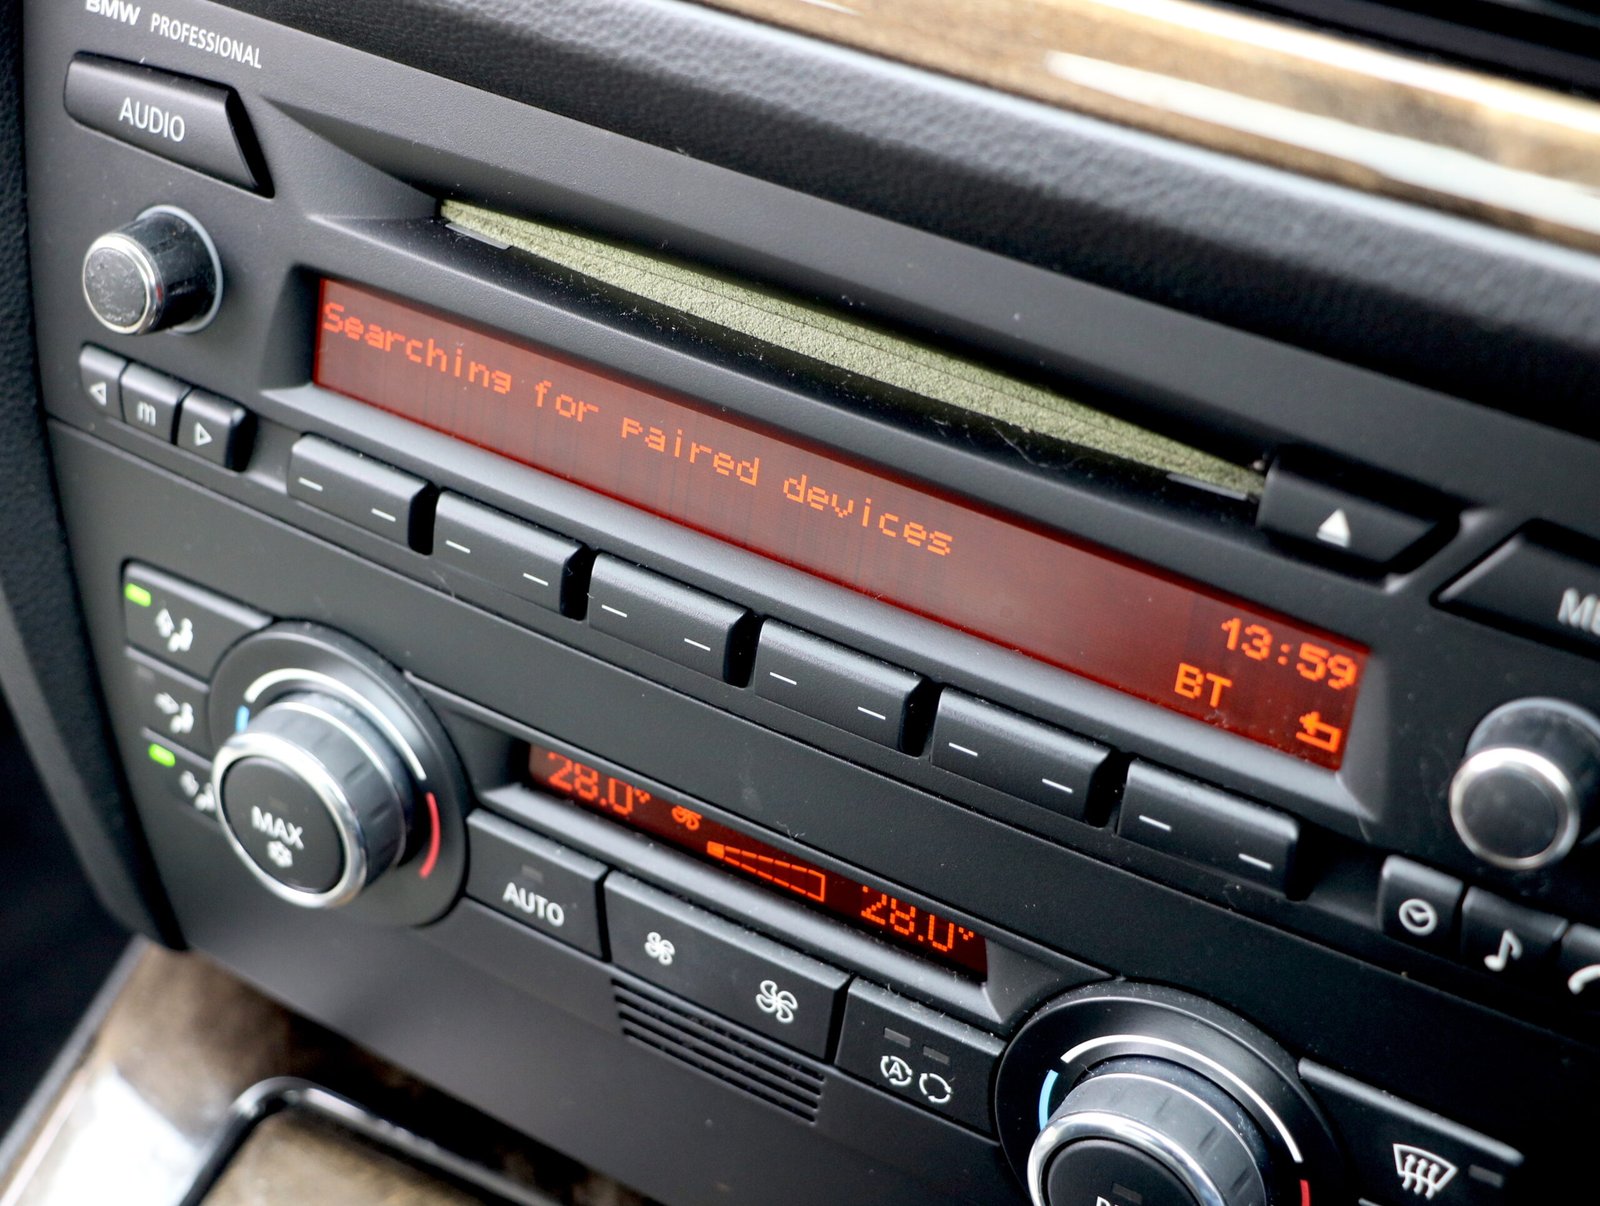 BMW PROFESSIONAL
AUDIO
Searching for paired devices
13:59
BT
m
28.0°
28.0°
MAX
AUTO
A